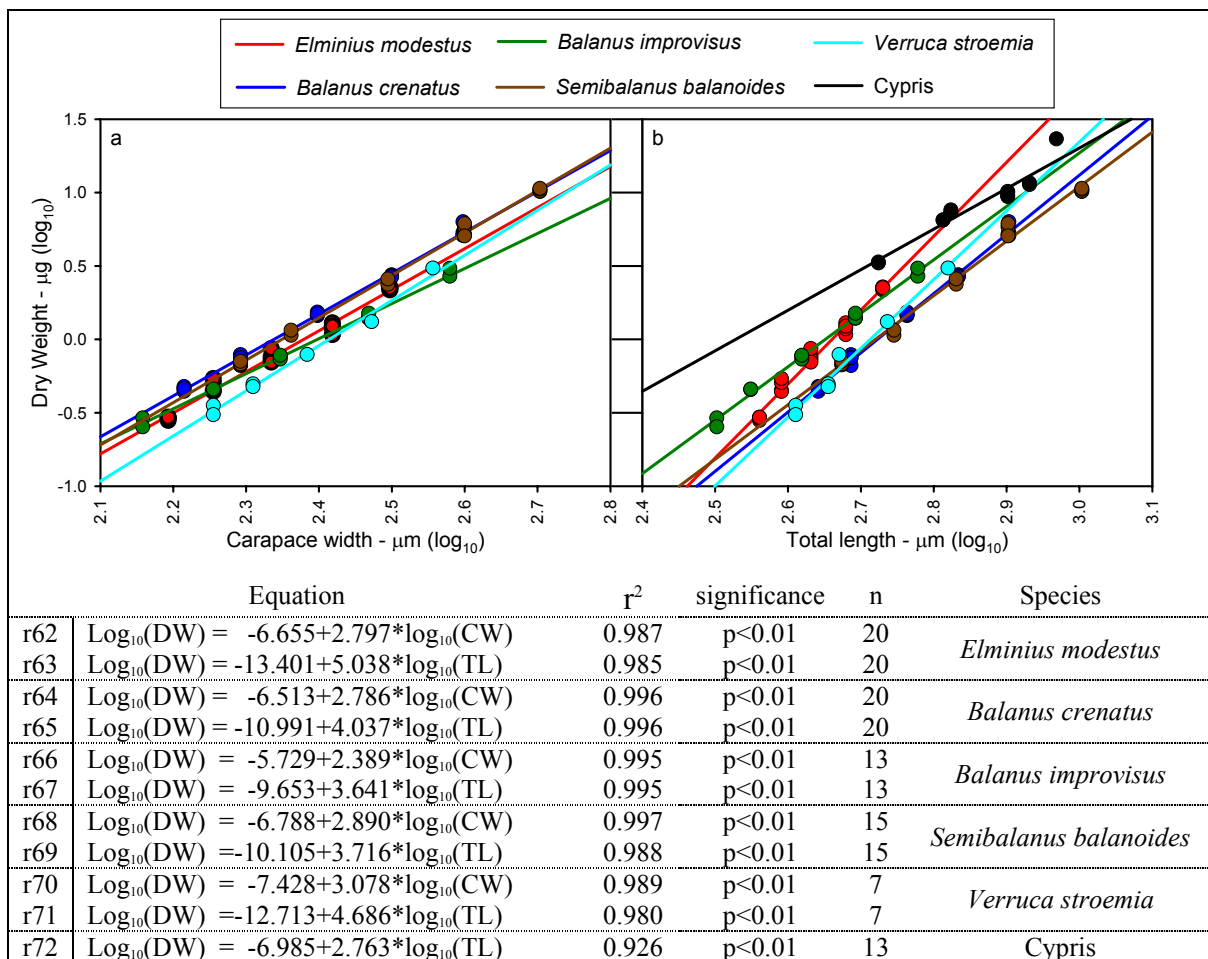 Elminius modestus Balanus improvisus Verruca stroemia
Balanus crenatus Semibalanus balanoides Cypris
a
b
1.5
1.0
0.5
0.0
-0.5
-1.0
Dry Weight - µg (log10)
2.1 2.2 2.3 2.4 2.5 2.6 2.7 2.8
2.4 2.5 2.6 2.7 2.8 2.9 3.0 3.1
Carapace width - µm (log10)
Total length - µm (log10)
Equation r2 significance n Species
r62 Log10(DW) = -6.655+2.797*log10(CW) 0.987 p<0.01 20
Elminius modestus
r63 Log10(DW) = -13.401+5.038*log10(TL) 0.985 p<0.01 20
r64 Log10(DW) = -6.513+2.786*log10(CW) 0.996 p<0.01 20
Balanus crenatus
r65 Log10(DW) = -10.991+4.037*log10(TL) 0.996 p<0.01 20
r66 Log10(DW) = -5.729+2.389*log10(CW) 0.995 p<0.01 13
Balanus improvisus
r67 Log10(DW) = -9.653+3.641*log10(TL) 0.995 p<0.01 13
r68 Log10(DW) = -6.788+2.890*log10(CW) 0.997 p<0.01 15
Semibalanus balanoides
r69 Log10(DW) =-10.105+3.716*log10(TL) 0.988 p<0.01 15
r70 Log10(DW) = -7.428+3.078*log10(CW) 0.989 p<0.01 7
Verruca stroemia
r71 Log10(DW) =-12.713+4.686*log10(TL) 0.980 p<0.01 7
r72 Log10(DW) = -6.985+2.763*log10(TL) 0.926 p<0.01 13 Cypris